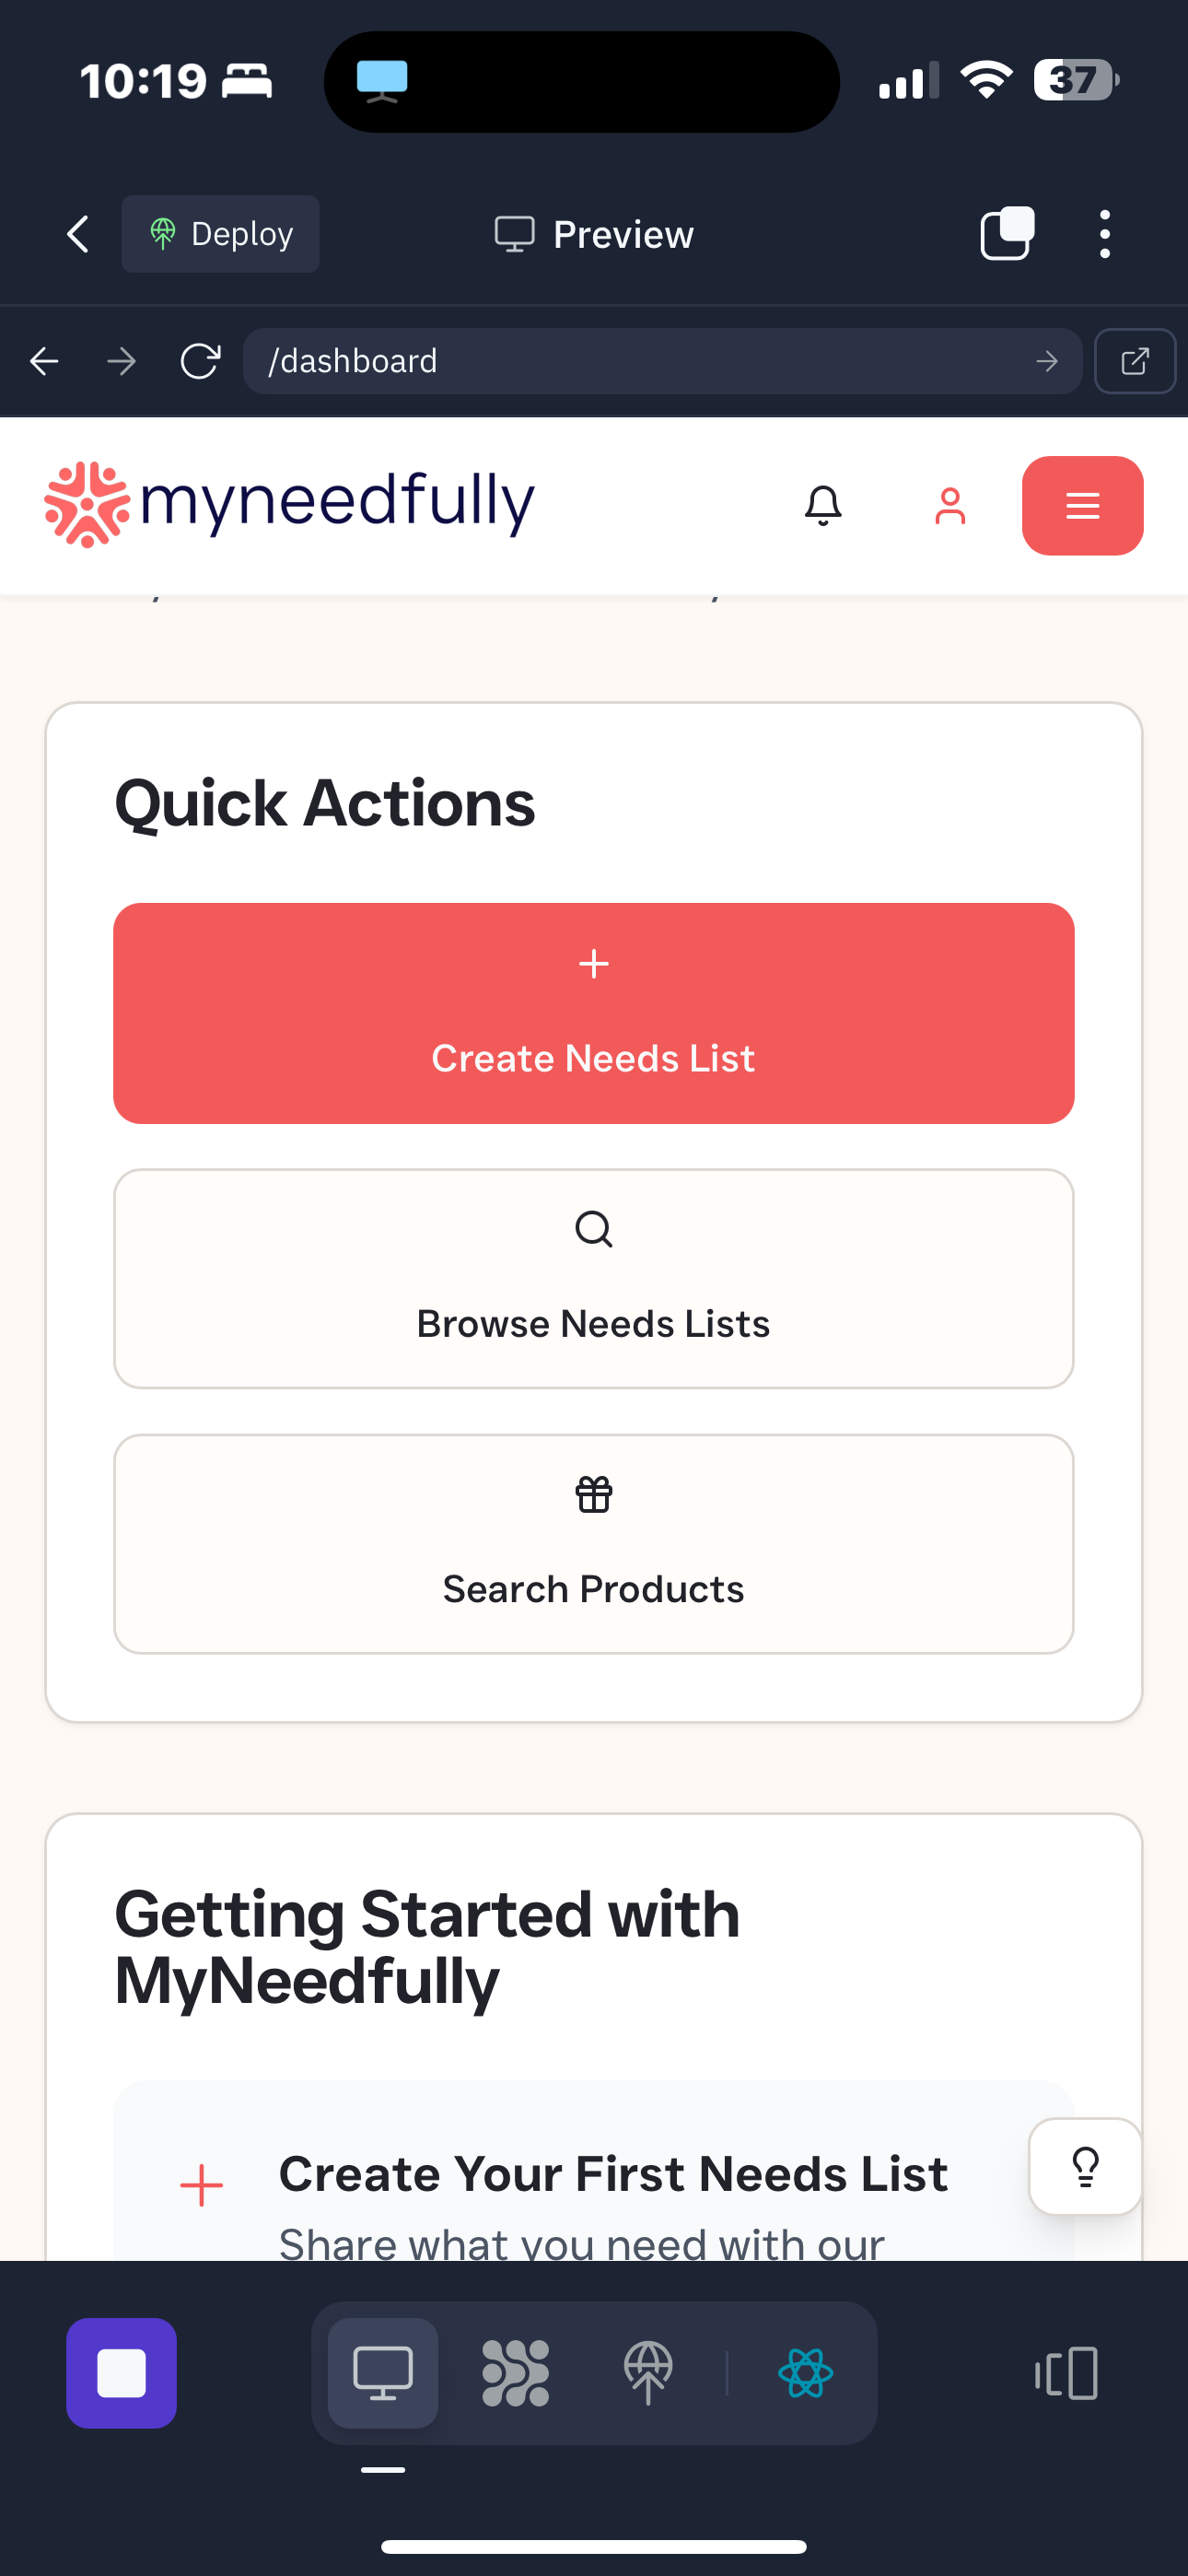 10:19
37
Deploy
Preview
/dashboard
myneedfully
Quick Actions
Create Needs List
Browse Needs Lists
Search Products
Getting Started with
MyNeedfully
Create Your First Needs List
Share what you need with our